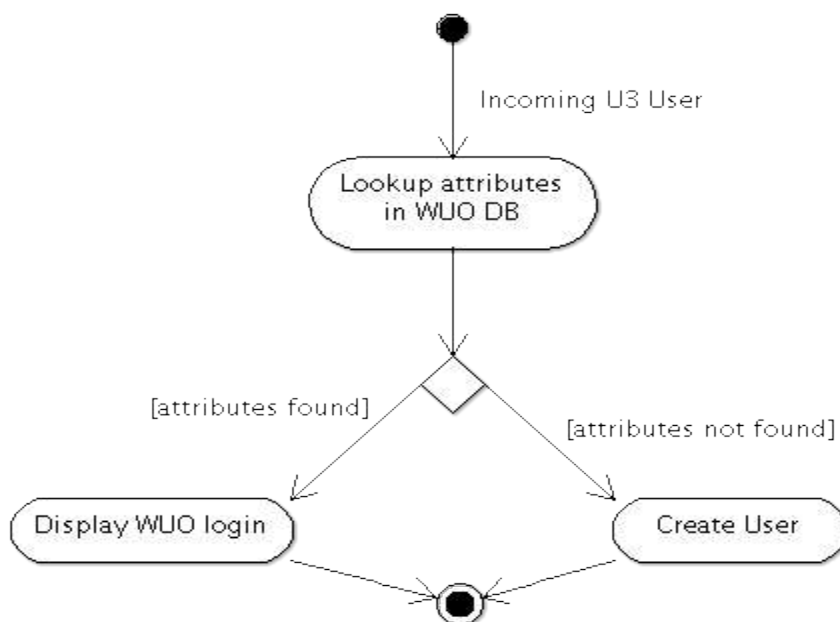 Incoming U3 User
Lookup attributes
in WUO DB
[attributes found]
[attributes not found]
Display WUO login
Create User